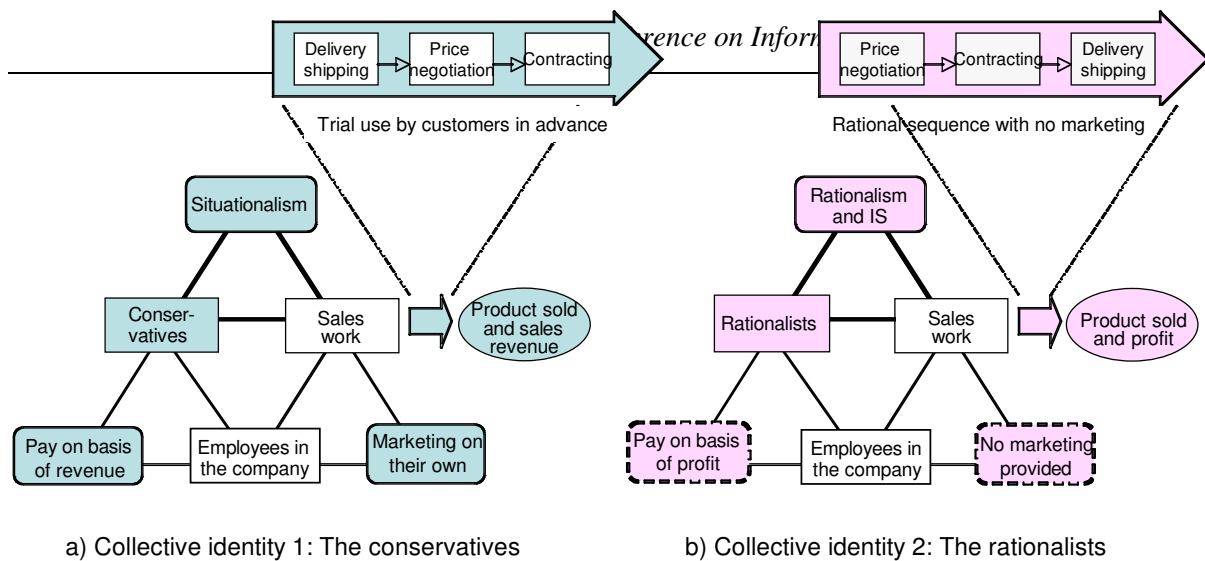 rence on Inform
Delivery
shipping
Price
negotiation
Contracting
Trial use by customers in advance
Situationalism
Conser-
vatives
Sales
work
Product sold
and sales
revenue
Pay on basis
of revenue
Employees in
the company
Marketing on
their own
a) Collective identity 1: The conservatives
Price
negotiation
Contracting
Delivery
shipping
Rational sequence with no marketing
Rationalism
and IS
Rationalists
Sales
work
Product sold
and profit
Pay on basis
of profit
Employees in
the company
No marketing
provided
b) Collective identity 2: The rationalists